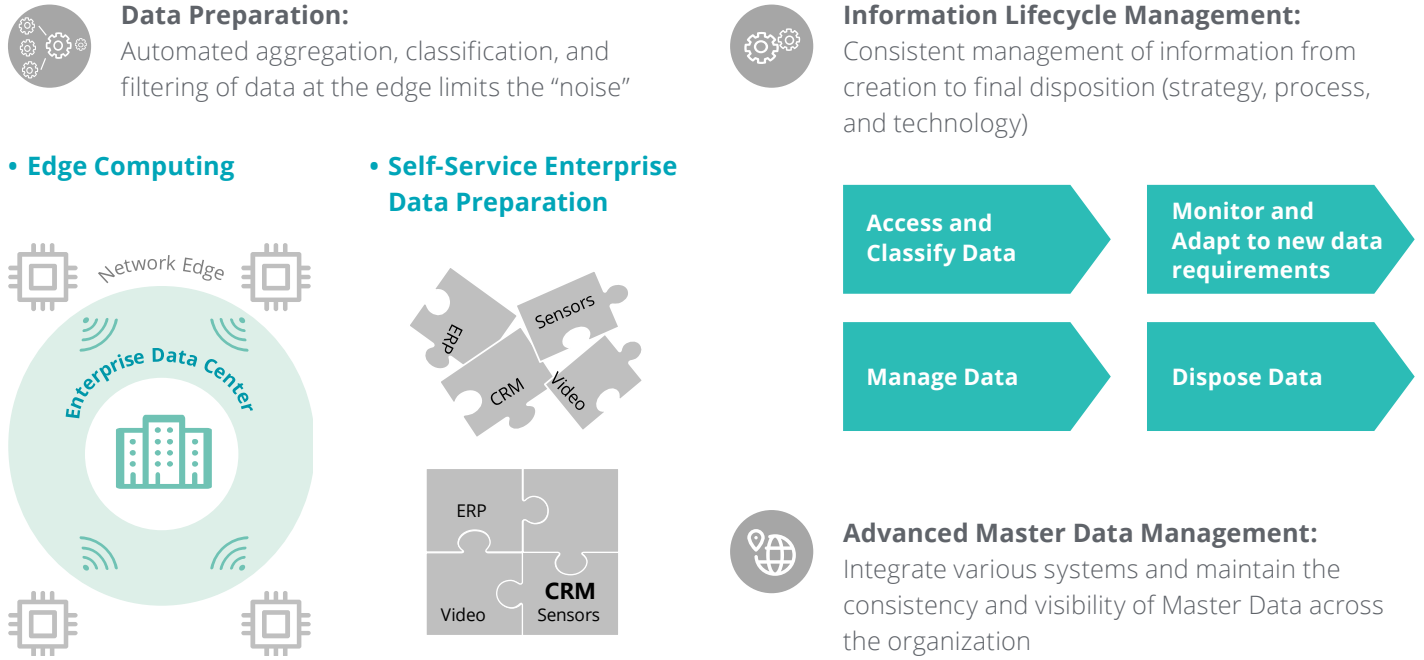 Data Preparation:
Automated aggregation, classification, and
filtering of data at the edge limits the “noise”
• Edge Computing
Network Edge
Enterprise Data Center
• Self-Service Enterprise
Data Preparation
ERP
Sensors
CRM
Video
ERP
CRM
Video
Sensors
Information Lifecycle Management:
Consistent management of information from
creation to final disposition (strategy, process,
and technology)
Access and
Classify Data
Monitor and
Adapt to new data
requirements
Manage Data
Dispose Data
Advanced Master Data Management:
Integrate various systems and maintain the
consistency and visibility of Master Data across
the organization